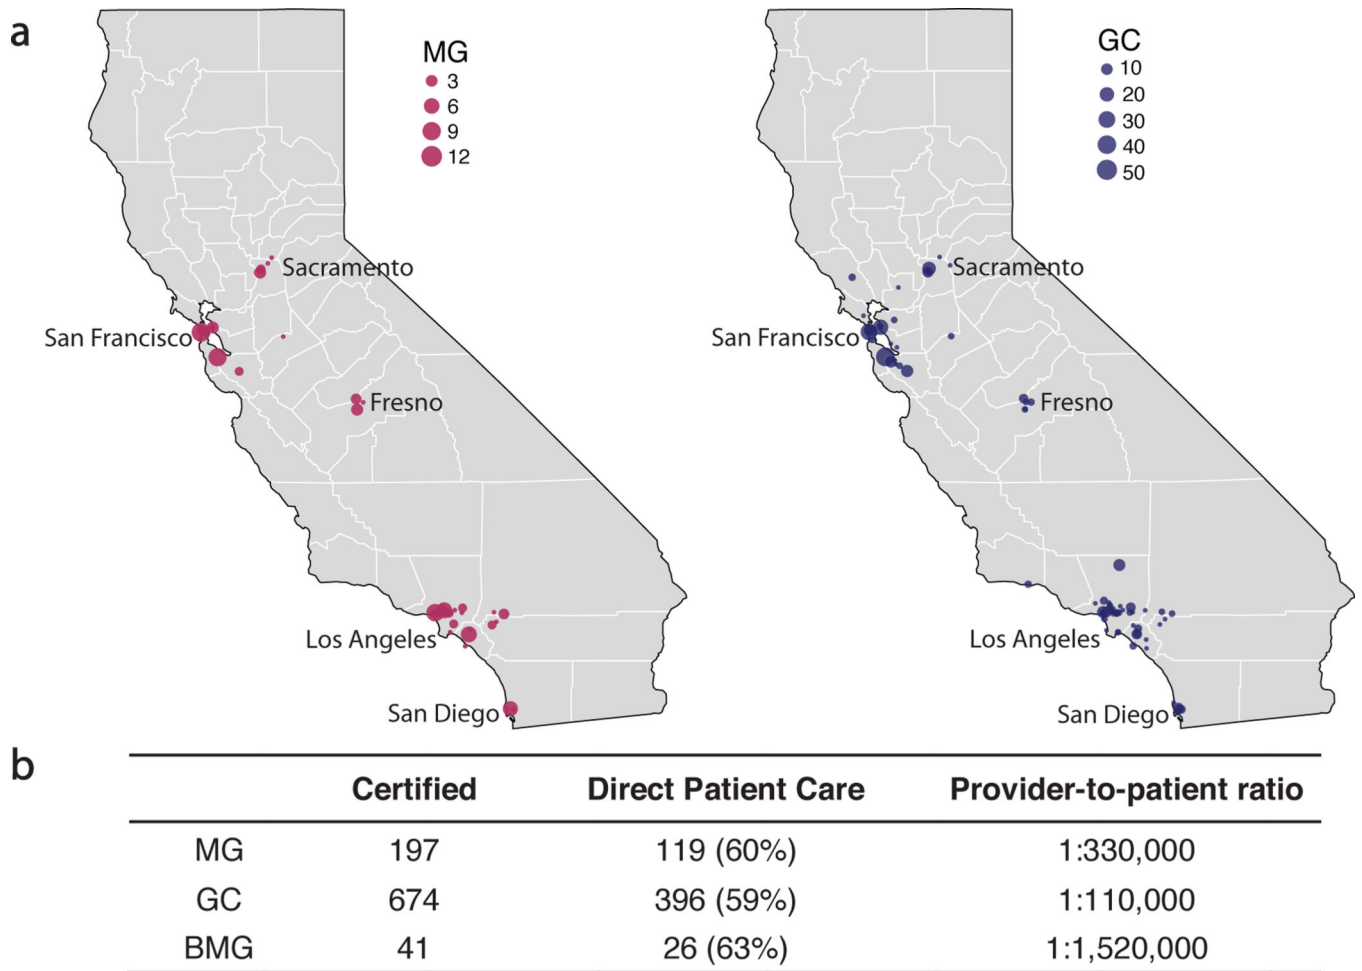 a
MG
3
6
9
12
Sacramento
San Francisco
Fresno
Los Angeles
San Diego
GC
10
20
30
40
50
Sacramento
San Francisco
Fresno
Los Angeles
San Diego
b
Certified Direct Patient Care Provider-to-patient ratio
MG 197 119 (60%) 1:330,000
GC 674 396 (59%) 1:110,000
BMG 41 26 (63%) 1:1,520,000